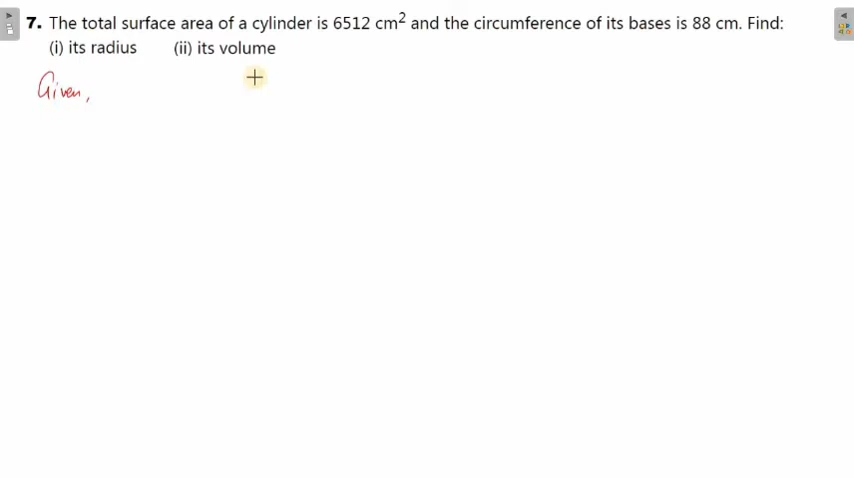 7. The total surface area of a cylinder is 6512 cm² and the circumference of its bases is 88 cm. Find:
(i) its radius (ii) its volume
Given,